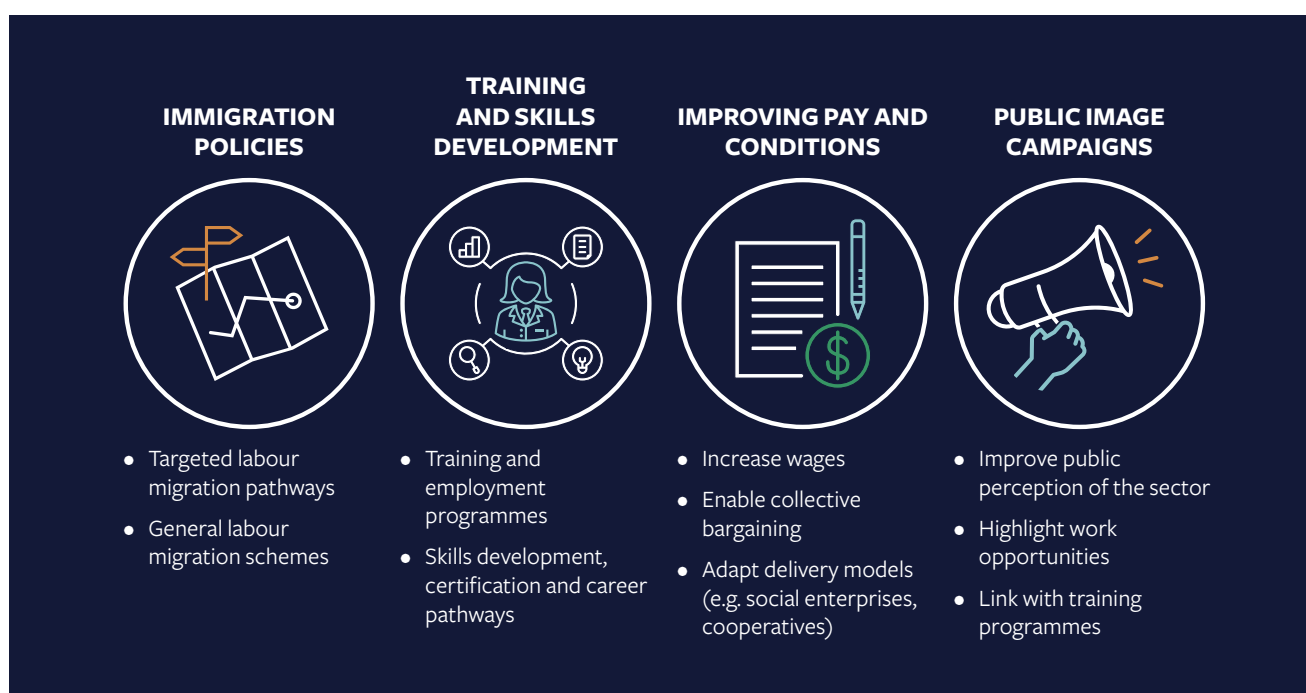 IMMIGRATION
POLICIES
● Targeted labour
migration pathways
● General labour
migration schemes
TRAINING
AND SKILLS
DEVELOPMENT
● Training and
employment
programmes
● Skills development,
certification and career
pathways
IMPROVING PAY AND
CONDITIONS
$
● Increase wages
● Enable collective
bargaining
● Adapt delivery models
(e.g. social enterprises,
cooperatives)
PUBLIC IMAGE
CAMPAIGNS
● Improve public
perception of the sector
● Highlight work
opportunities
● Link with training
programmes